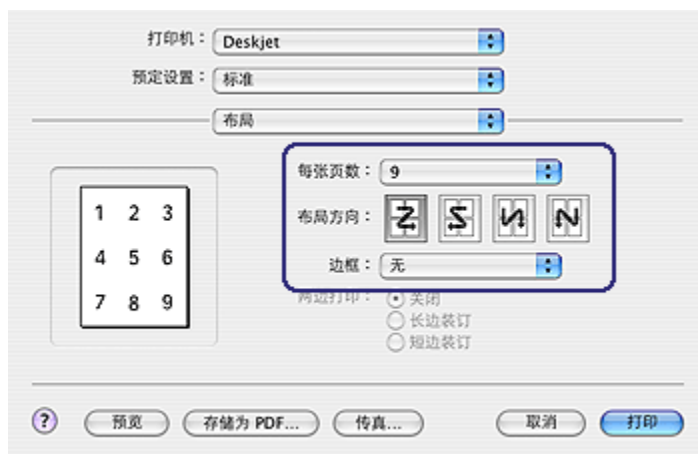 打印机： Deskjet
预定设置： 标准
布局
每张页数： 9
布局方向：
边框： 无
两边打印： 关闭
长边装订
短边装订
1 2 3
4 5 6
7 8 9
? 预览 存储为 PDF... 传真... 取消 打印